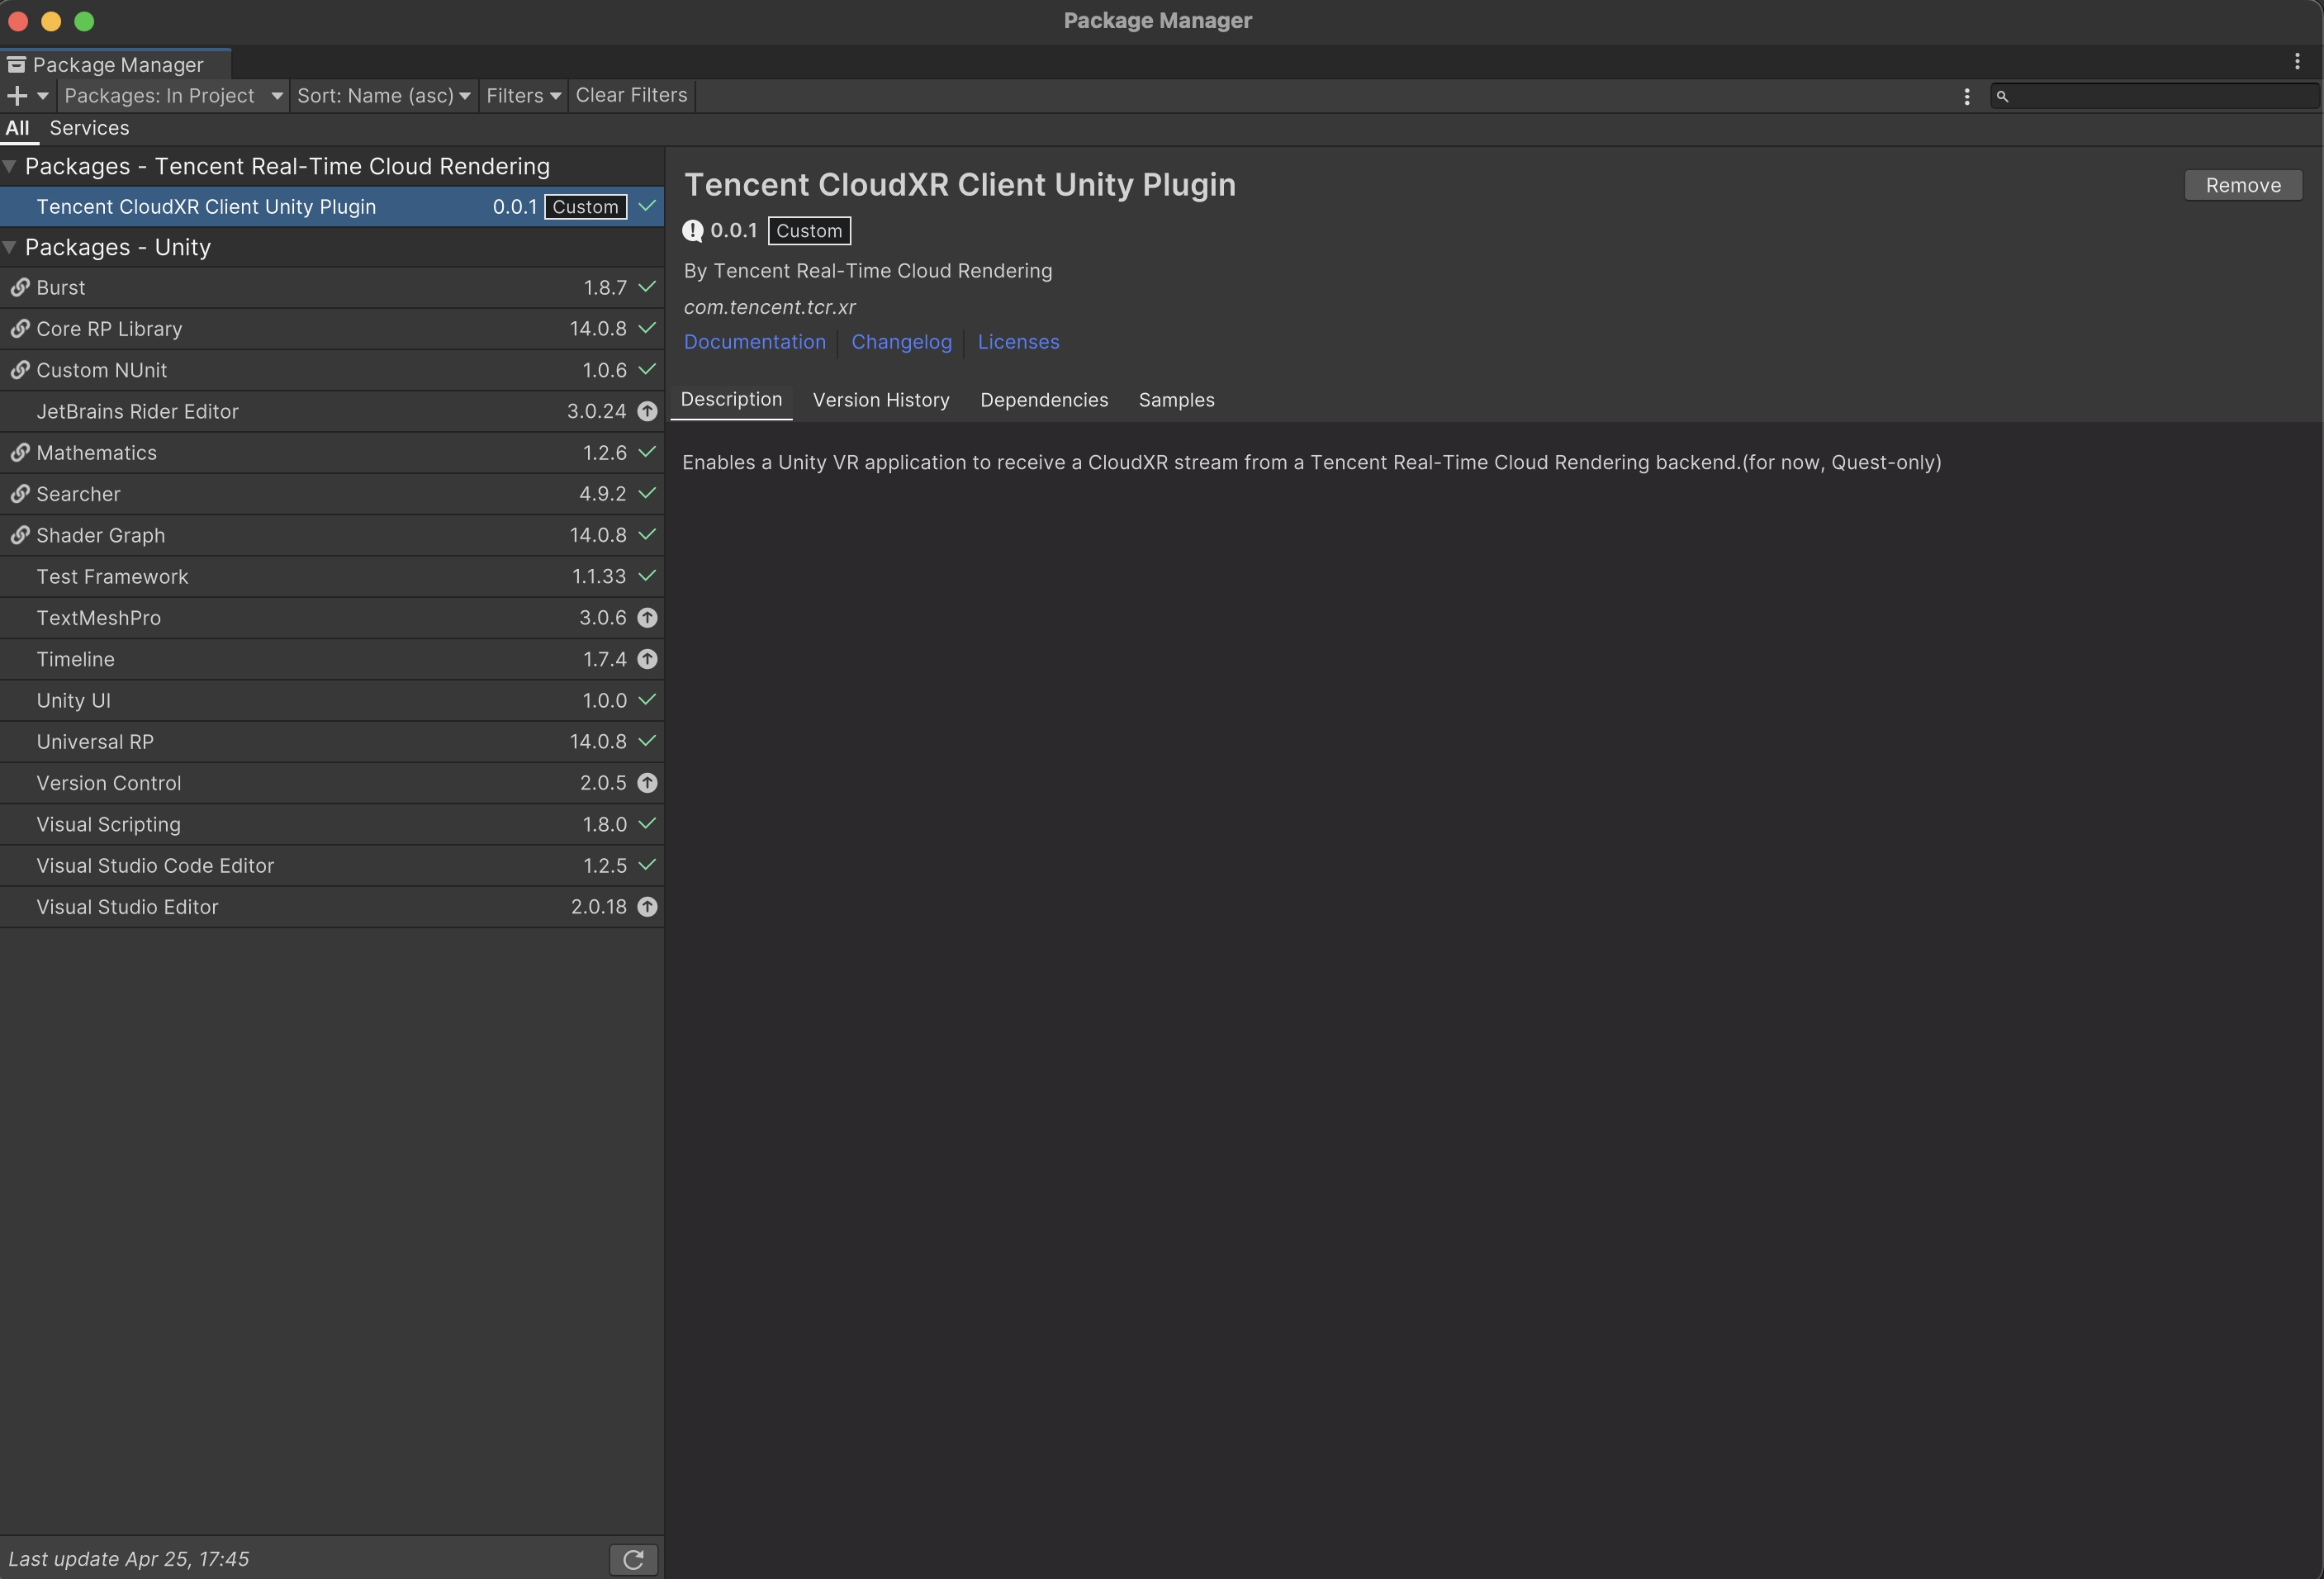 Package Manager
Package Manager
Packages: In Project
Sort: Name (asc)
Filters
Clear Filters
All
Services
Packages - Tencent Real-Time Cloud Rendering
Tencent CloudXR Client Unity Plugin 0.0.1 Custom
Packages - Unity
Burst 1.8.7
Core RP Library 14.0.8
Custom NUnit 1.0.6
JetBrains Rider Editor 3.0.24
Mathematics 1.2.6
Searcher 4.9.2
Shader Graph 14.0.8
Test Framework 1.1.33
TextMeshPro 3.0.6
Timeline 1.7.4
Unity UI 1.0.0
Universal RP 14.0.8
Version Control 2.0.5
Visual Scripting 1.8.0
Visual Studio Code Editor 1.2.5
Visual Studio Editor 2.0.18
Last update Apr 25, 17:45
Tencent CloudXR Client Unity Plugin
Remove
0.0.1 Custom
By Tencent Real-Time Cloud Rendering
com.tencent.tcr.xr
Documentation
Changelog
Licenses
Description
Version History
Dependencies
Samples
Enables a Unity VR application to receive a CloudXR stream from a Tencent Real-Time Cloud Rendering backend.(for now, Quest-only)